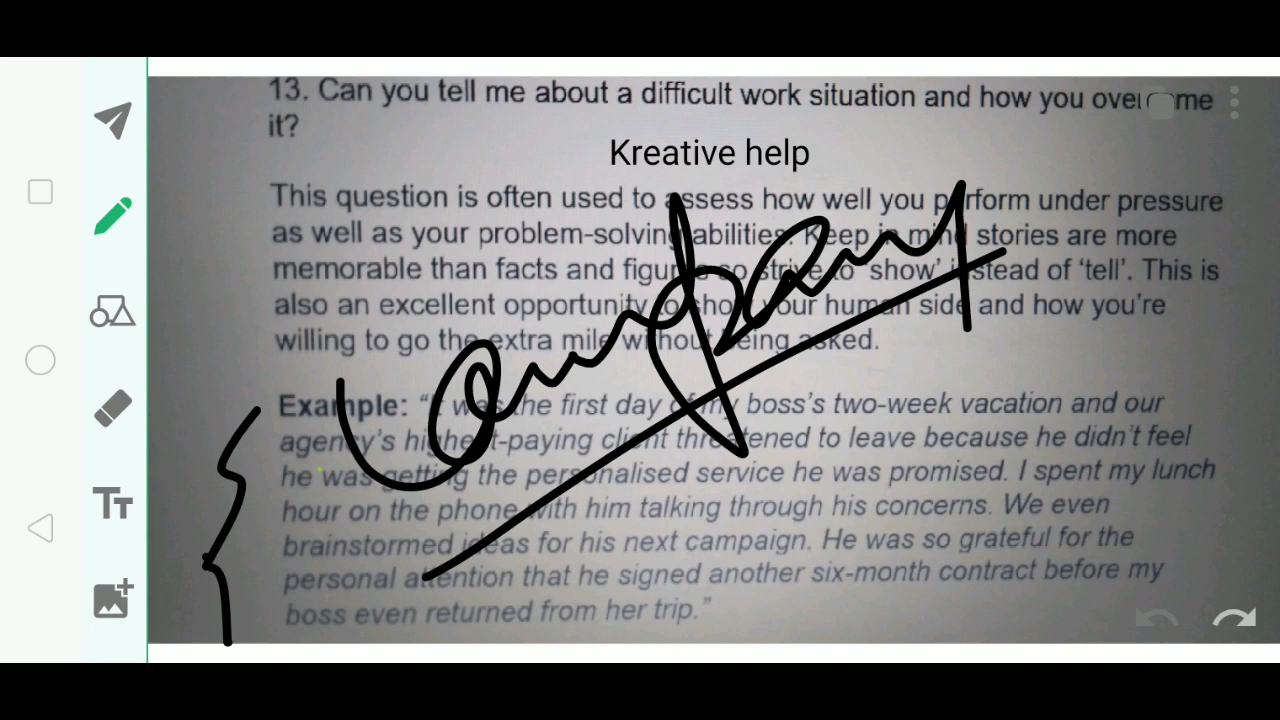 13. Can you tell me about a difficult work situation and how you
it?
Kreative help
This question is often used to assess how well you perform under pressure
as well as your problem-solving abilities. Keep in mind stories are more
memorable than facts and figures so strive to ‘show’ instead of ‘tell’. This is
also an excellent opportunity to show your human side and how you’re
willing to go the extra mile without being asked.
Example: “It was the first day of my boss’s two-week vacation and our
agency’s highest-paying client threatened to leave because he didn’t feel
he was getting the personalised service he was promised. I spent my lunch
hour on the phone with him talking through his concerns. We even
brainstormed ideas for his next campaign. He was so grateful for the
personal attention that he signed another six-month contract before my
boss even returned from her trip.”